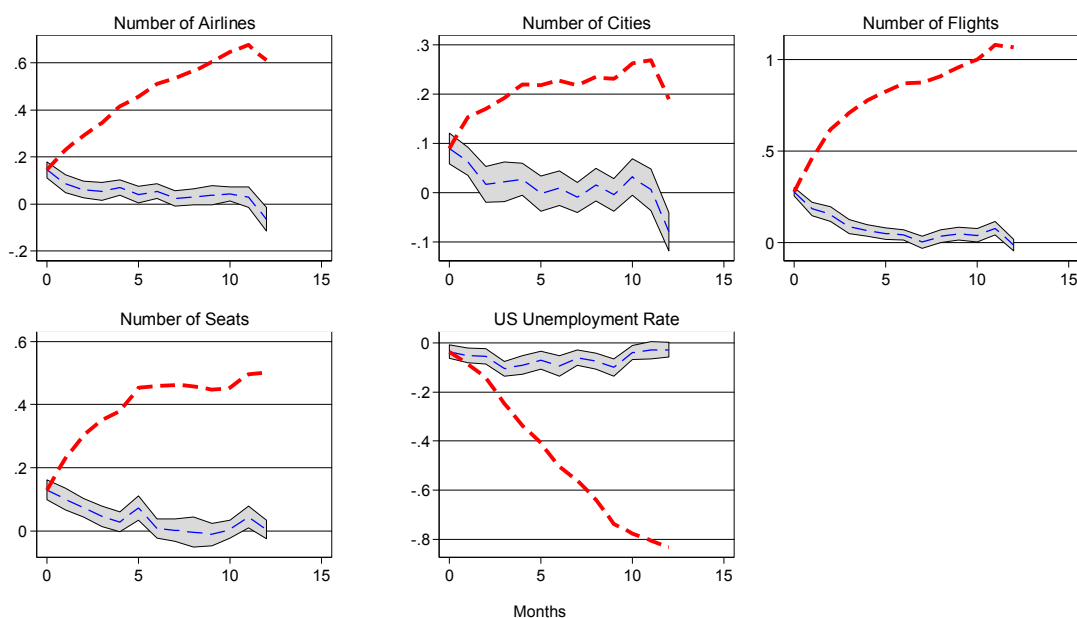 Number of Airlines
.6
.4
.2
0
-.2
0 5 10 15
Number of Cities
.3
.2
.1
0
-.1
0 5 10 15
Number of Flights
1
.5
0
0 5 10 15
Number of Seats
.6
.4
.2
0
0 5 10 15
US Unemployment Rate
0
-.2
-.4
-.6
-.8
0 5 10 15
Months